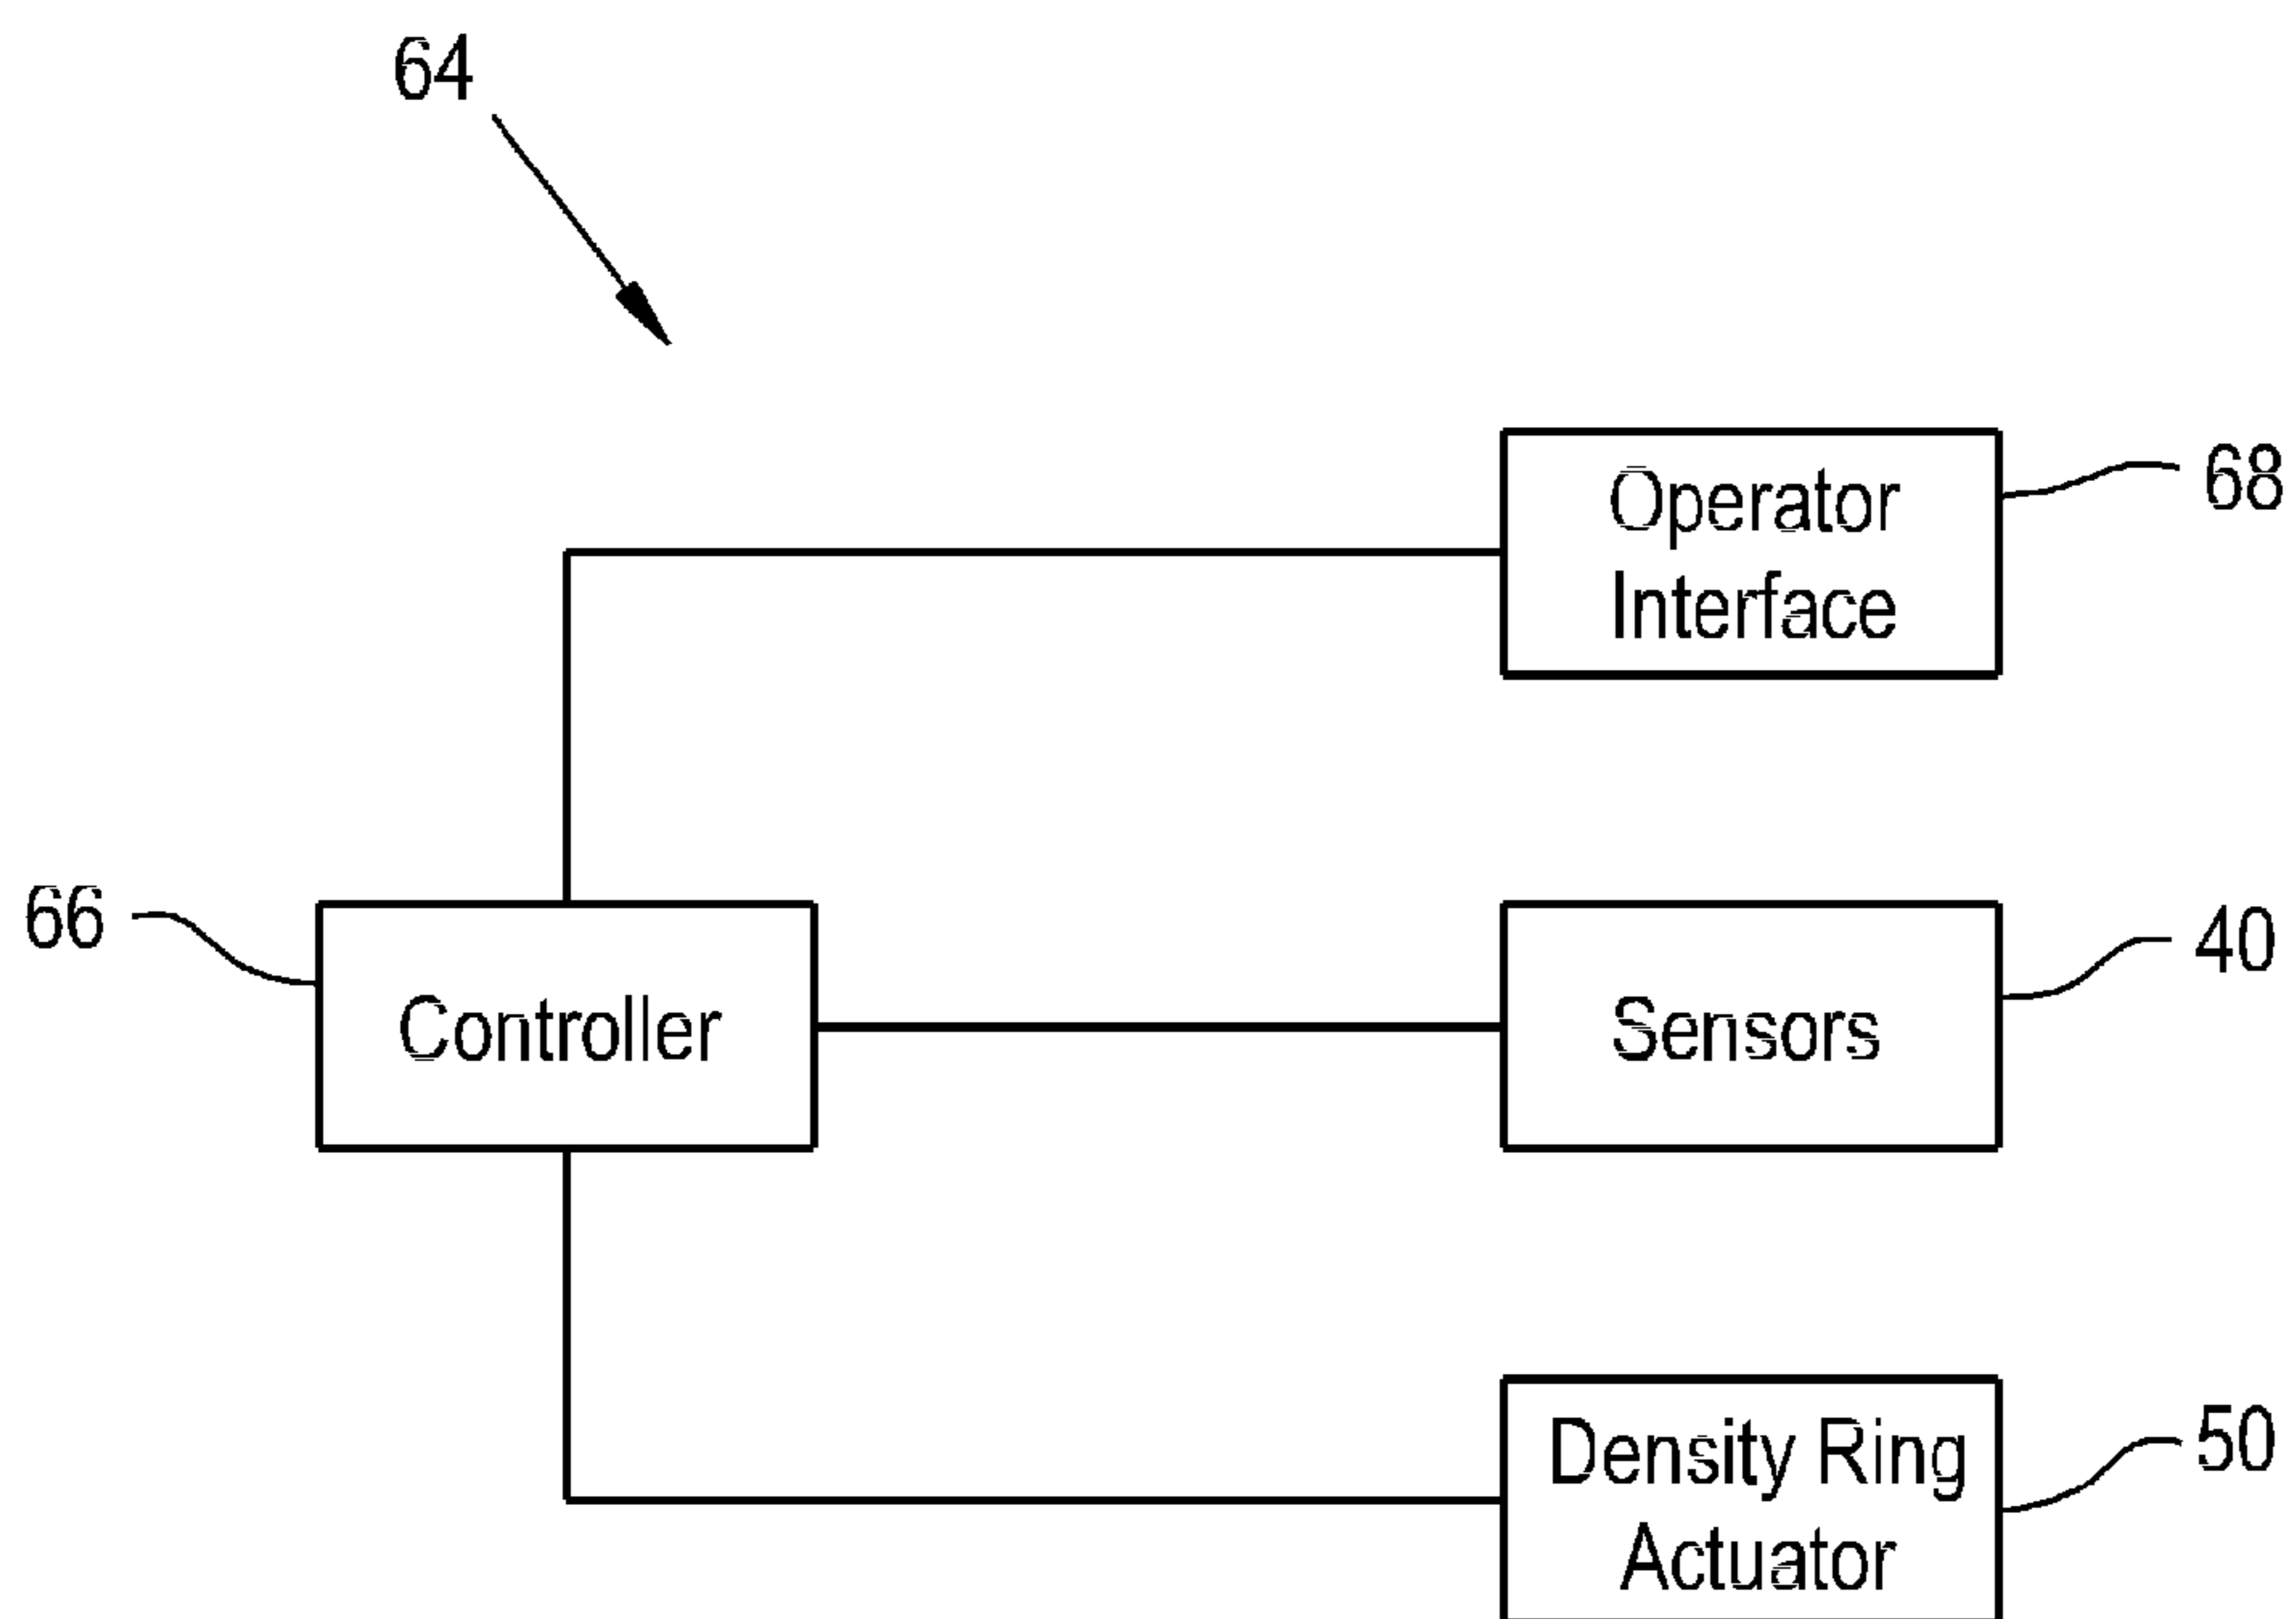 64
Operator
Interface
68
66
Controller
Sensors
40
Density Ring
Actuator
50